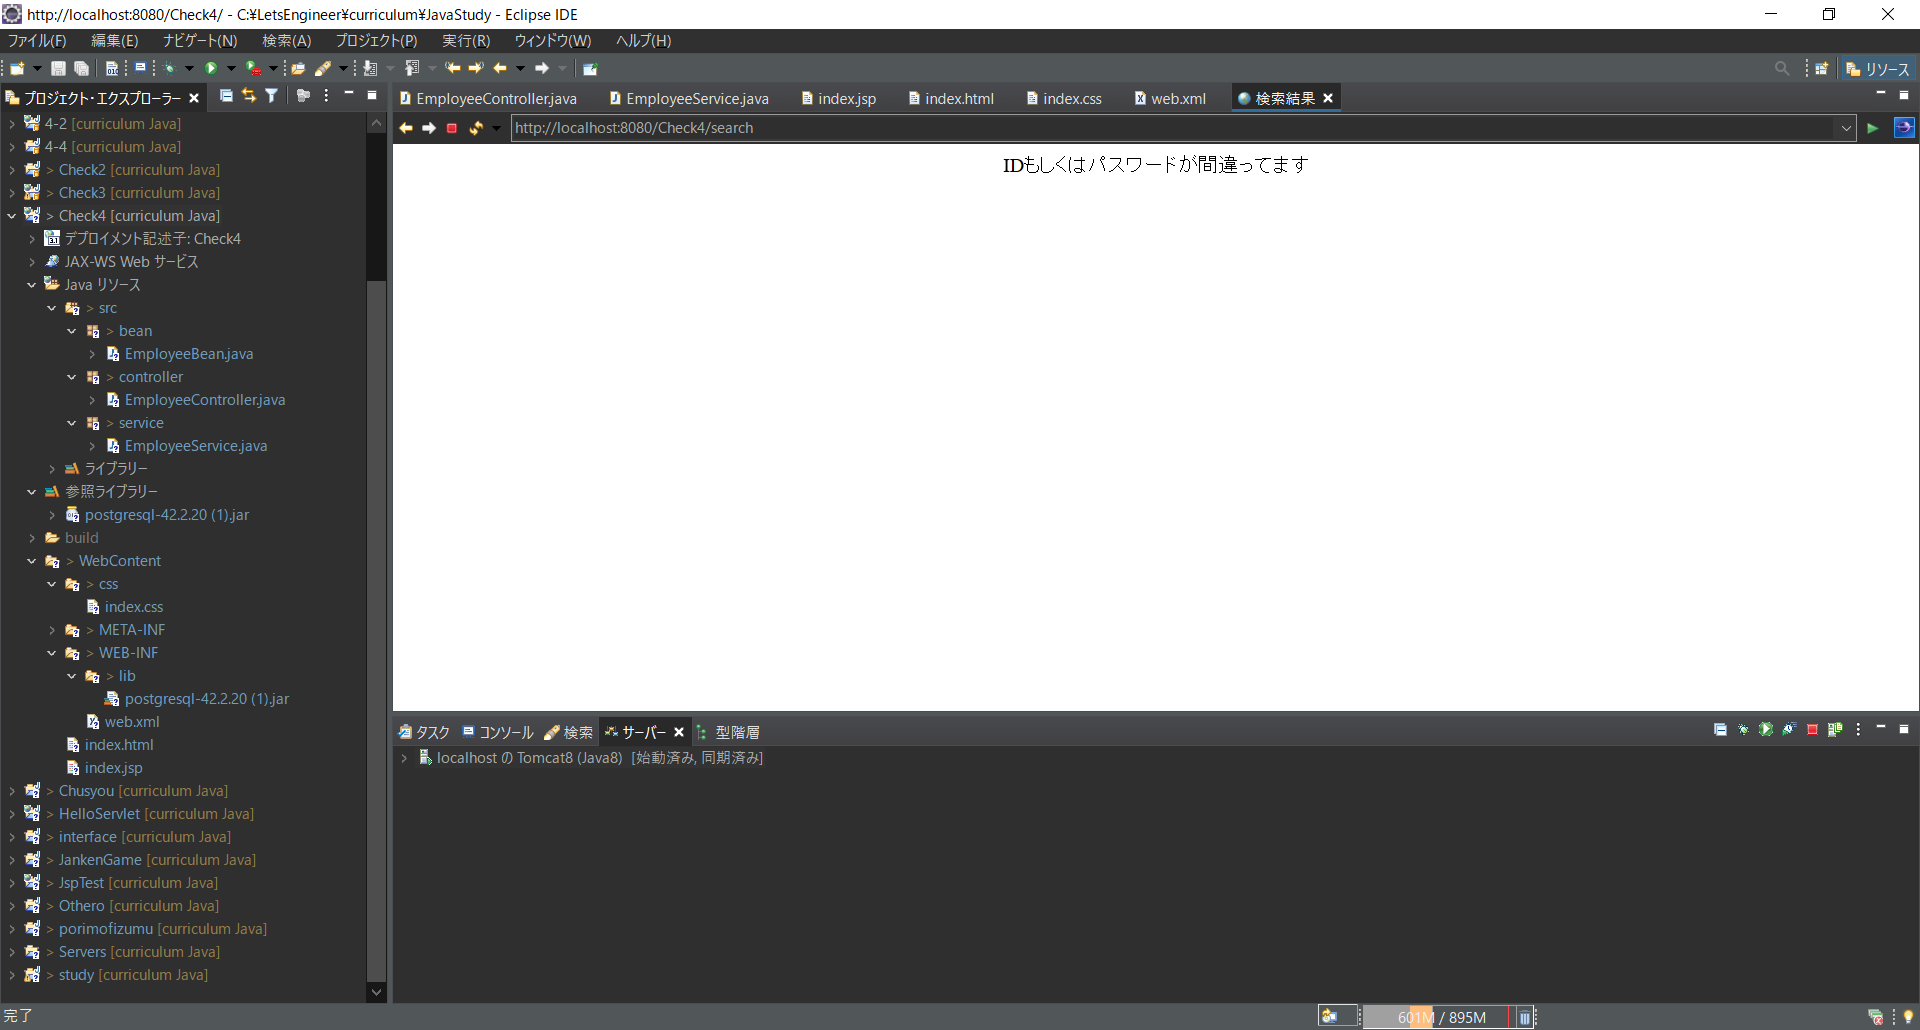 http://localhost:8080/Check4/ - C:¥LetsEngineer¥curriculum¥JavaStudy - Eclipse IDE
ファイル(F) 編集(E) ナビゲート(N) 検索(A) プロジェクト(P) 実行(R) ウィンドウ(W) ヘルプ(H)
リソース
プロジェクト・エクスプローラー
EmployeeController.java EmployeeService.java index.jsp index.html index.css web.xml 検索結果
http://localhost:8080/Check4/search
IDもしくはパスワードが間違ってます
4-2 [curriculum Java]
4-4 [curriculum Java]
> Check2 [curriculum Java]
> Check3 [curriculum Java]
> Check4 [curriculum Java]
デプロイメント記述子: Check4
JAX-WS Web サービス
Java リソース
> src
> bean
EmployeeBean.java
> controller
EmployeeController.java
> service
EmployeeService.java
ライブラリー
参照ライブラリー
postgresql-42.2.20 (1).jar
build
> WebContent
> css
index.css
> META-INF
> WEB-INF
> lib
postgresql-42.2.20 (1).jar
web.xml
index.html
index.jsp
> Chusyou [curriculum Java]
> HelloServlet [curriculum Java]
> interface [curriculum Java]
> JankenGame [curriculum Java]
> JspTest [curriculum Java]
> Othero [curriculum Java]
> porimofizumu [curriculum Java]
> Servers [curriculum Java]
> study [curriculum Java]
タスク コンソール 検索 サーバー 型階層
localhost の Tomcat8 (Java8) [始動済み, 同期済み]
完了
601M / 895M